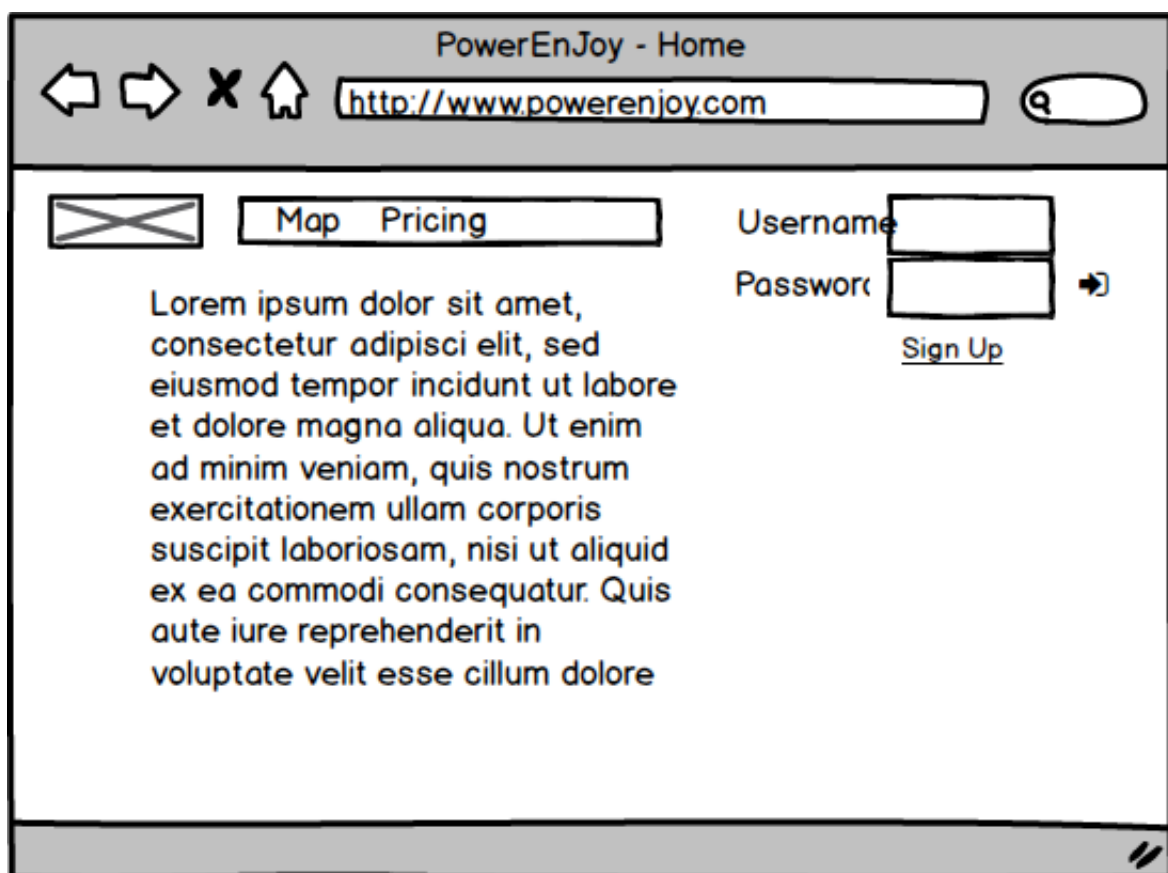 PowerEnJoy - Home
http://www.powerenjoy.com
Map Pricing
Username
Password
Sign Up
Lorem ipsum dolor sit amet,
consectetur adipisci elit, sed
eiusmod tempor incidunt ut labore
et dolore magna aliqua. Ut enim
ad minim veniam, quis nostrum
exercitationem ullam corporis
suscipit laboriosam, nisi ut aliquid
ex ea commodi consequatur. Quis
aute iure reprehenderit in
voluptate velit esse cillum dolore